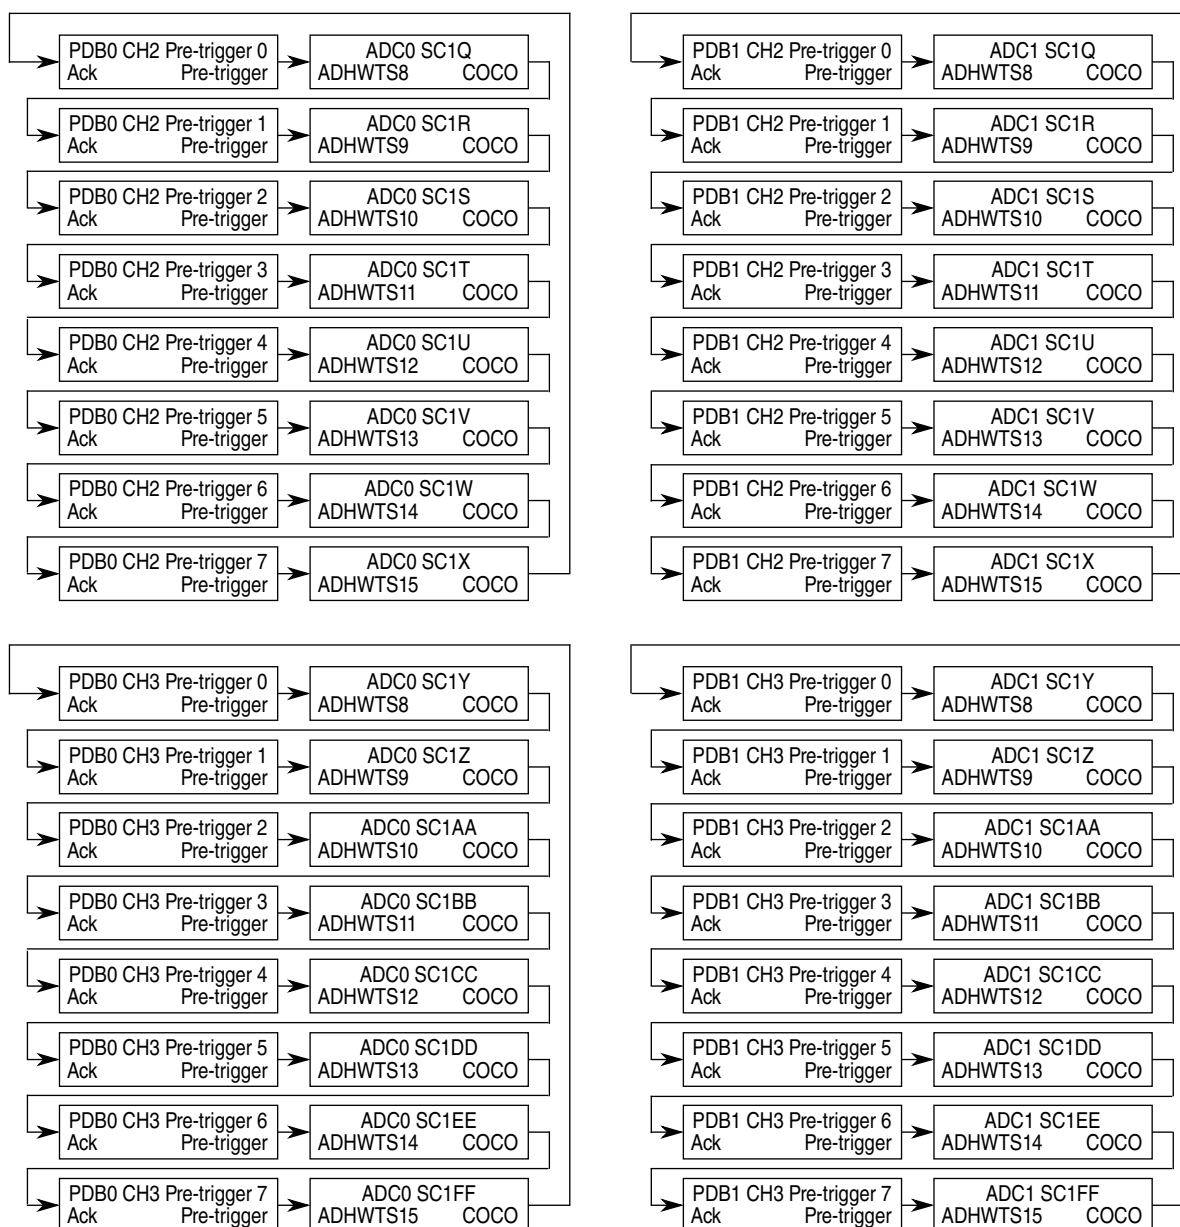 PDB0 CH2 Pre-trigger 0
Ack Pre-trigger
ADC0 SC1Q
ADHWTS8 COCO
PDB0 CH2 Pre-trigger 1
Ack Pre-trigger
ADC0 SC1R
ADHWTS9 COCO
PDB0 CH2 Pre-trigger 2
Ack Pre-trigger
ADC0 SC1S
ADHWTS10 COCO
PDB0 CH2 Pre-trigger 3
Ack Pre-trigger
ADC0 SC1T
ADHWTS11 COCO
PDB0 CH2 Pre-trigger 4
Ack Pre-trigger
ADC0 SC1U
ADHWTS12 COCO
PDB0 CH2 Pre-trigger 5
Ack Pre-trigger
ADC0 SC1V
ADHWTS13 COCO
PDB0 CH2 Pre-trigger 6
Ack Pre-trigger
ADC0 SC1W
ADHWTS14 COCO
PDB0 CH2 Pre-trigger 7
Ack Pre-trigger
ADC0 SC1X
ADHWTS15 COCO
PDB1 CH2 Pre-trigger 0
Ack Pre-trigger
ADC1 SC1Q
ADHWTS8 COCO
PDB1 CH2 Pre-trigger 1
Ack Pre-trigger
ADC1 SC1R
ADHWTS9 COCO
PDB1 CH2 Pre-trigger 2
Ack Pre-trigger
ADC1 SC1S
ADHWTS10 COCO
PDB1 CH2 Pre-trigger 3
Ack Pre-trigger
ADC1 SC1T
ADHWTS11 COCO
PDB1 CH2 Pre-trigger 4
Ack Pre-trigger
ADC1 SC1U
ADHWTS12 COCO
PDB1 CH2 Pre-trigger 5
Ack Pre-trigger
ADC1 SC1V
ADHWTS13 COCO
PDB1 CH2 Pre-trigger 6
Ack Pre-trigger
ADC1 SC1W
ADHWTS14 COCO
PDB1 CH2 Pre-trigger 7
Ack Pre-trigger
ADC1 SC1X
ADHWTS15 COCO
PDB0 CH3 Pre-trigger 0
Ack Pre-trigger
ADC0 SC1Y
ADHWTS8 COCO
PDB0 CH3 Pre-trigger 1
Ack Pre-trigger
ADC0 SC1Z
ADHWTS9 COCO
PDB0 CH3 Pre-trigger 2
Ack Pre-trigger
ADC0 SC1AA
ADHWTS10 COCO
PDB0 CH3 Pre-trigger 3
Ack Pre-trigger
ADC0 SC1BB
ADHWTS11 COCO
PDB0 CH3 Pre-trigger 4
Ack Pre-trigger
ADC0 SC1CC
ADHWTS12 COCO
PDB0 CH3 Pre-trigger 5
Ack Pre-trigger
ADC0 SC1DD
ADHWTS13 COCO
PDB0 CH3 Pre-trigger 6
Ack Pre-trigger
ADC0 SC1EE
ADHWTS14 COCO
PDB0 CH3 Pre-trigger 7
Ack Pre-trigger
ADC0 SC1FF
ADHWTS15 COCO
PDB1 CH3 Pre-trigger 0
Ack Pre-trigger
ADC1 SC1Y
ADHWTS8 COCO
PDB1 CH3 Pre-trigger 1
Ack Pre-trigger
ADC1 SC1Z
ADHWTS9 COCO
PDB1 CH3 Pre-trigger 2
Ack Pre-trigger
ADC1 SC1AA
ADHWTS10 COCO
PDB1 CH3 Pre-trigger 3
Ack Pre-trigger
ADC1 SC1BB
ADHWTS11 COCO
PDB1 CH3 Pre-trigger 4
Ack Pre-trigger
ADC1 SC1CC
ADHWTS12 COCO
PDB1 CH3 Pre-trigger 5
Ack Pre-trigger
ADC1 SC1DD
ADHWTS13 COCO
PDB1 CH3 Pre-trigger 6
Ack Pre-trigger
ADC1 SC1EE
ADHWTS14 COCO
PDB1 CH3 Pre-trigger 7
Ack Pre-trigger
ADC1 SC1FF
ADHWTS15 COCO